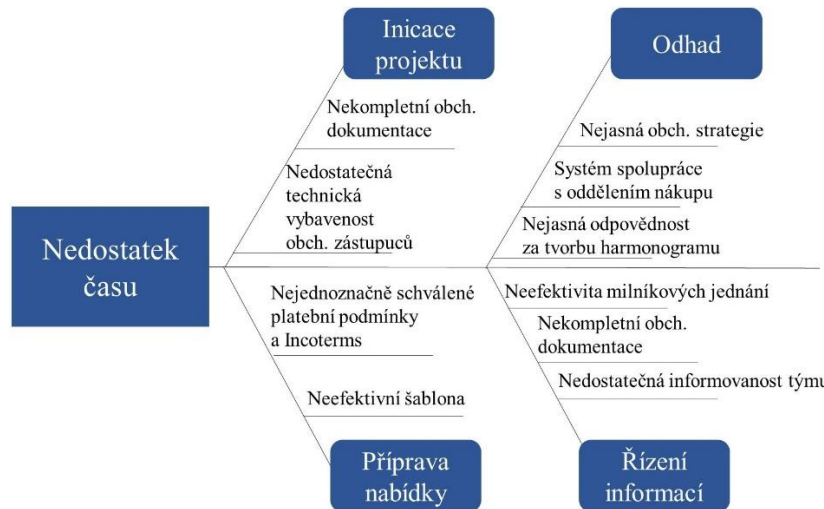 Inicace
projektu
Odhad
Nekompletní obch.
dokumentace
Nedostatečná
technická
vybavenost
obch. zástupuců
Nejasná obch. strategie
Systém spolupráce
s oddělením nákupu
Nejasná odpovědnost
za tvorbu harmonogramu
Nedostatek
času
Nejednoznačně schválené
platební podmínky
a Incoterms
Neefektivní šablona
Neefektivita milníkových jednání
Nekompletní obch.
dokumentace
Nedostatečná informovanost týmu
Příprava
nabídky
Řízení
informací